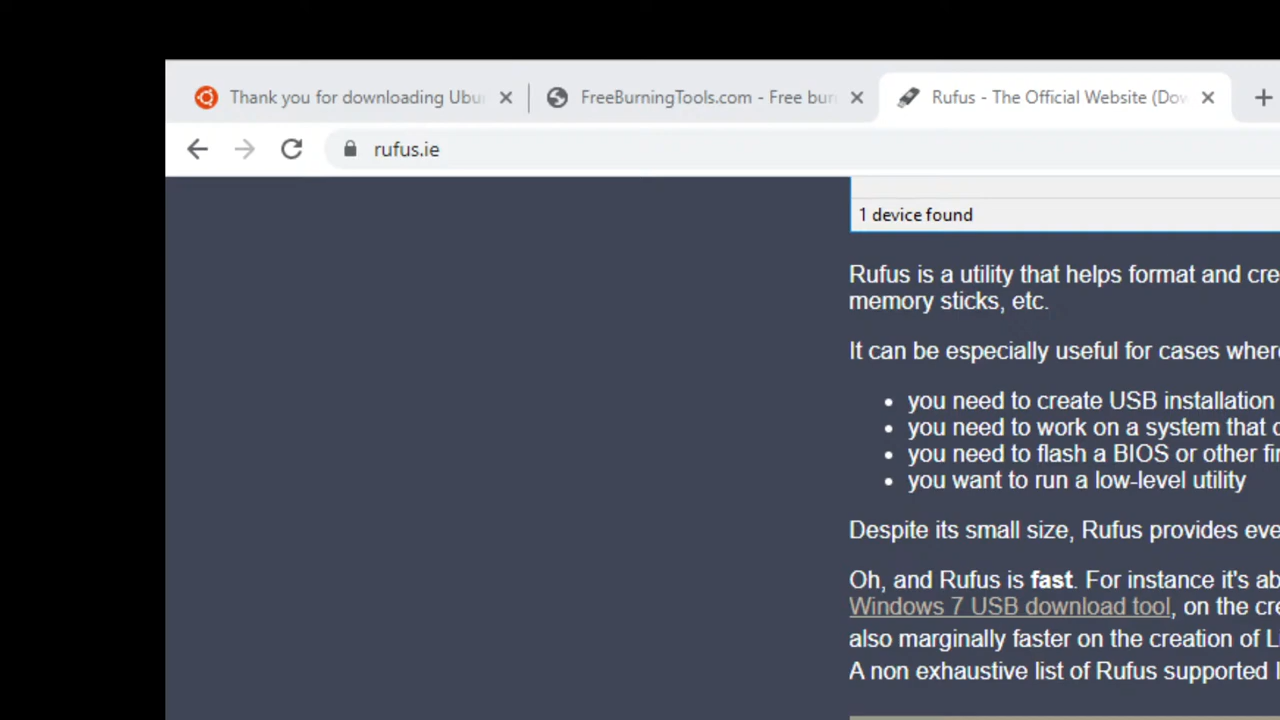 Thank you for downloading Ubu
FreeBurningTools.com - Free burn
Rufus - The Official Website (Dow
rufus.ie
1 device found
Rufus is a utility that helps format and cre
memory sticks, etc.
It can be especially useful for cases where
• you need to create USB installation
• you need to work on a system that
• you need to flash a BIOS or other fir
• you want to run a low-level utility
Despite its small size, Rufus provides eve
Oh, and Rufus is fast. For instance it's ab
Windows 7 USB download tool, on the cre
also marginally faster on the creation of L
A non exhaustive list of Rufus supported I